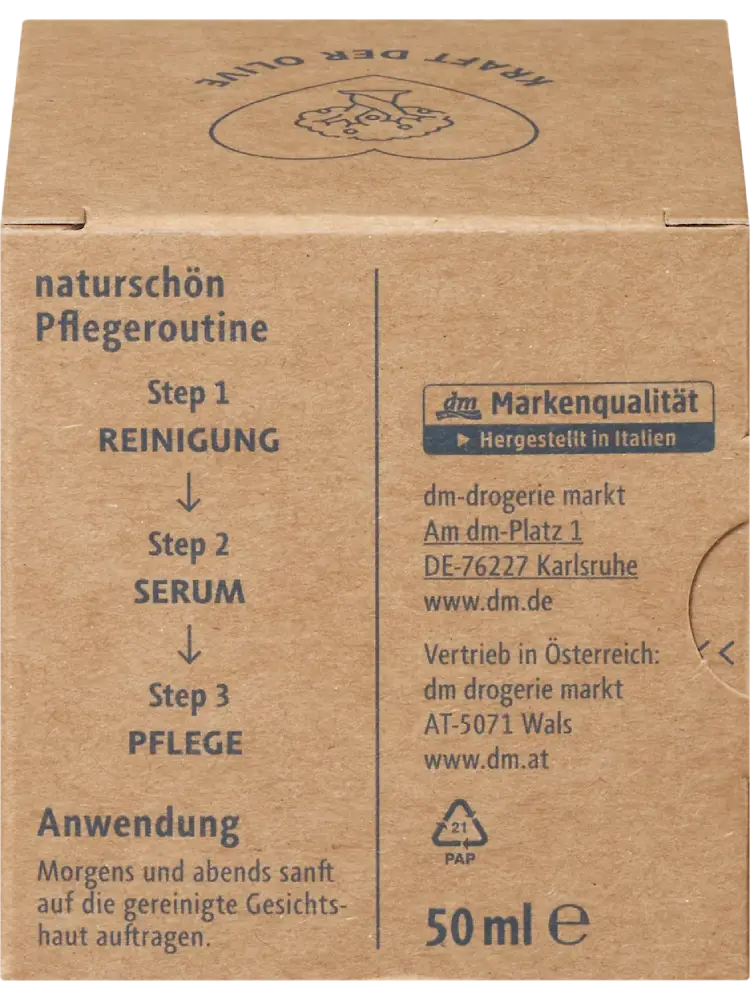 KRAFT DER OLIVE
naturschön
Pflegeroutine
Step 1
REINIGUNG
Step 2
SERUM
Step 3
PFLEGE
Anwendung
Morgens und abends sanft
auf die gereinigte Gesichts-
haut auftragen.
dm Markenqualität
Hergestellt in Italien
dm-drogerie markt
Am dm-Platz 1
DE-76227 Karlsruhe
www.dm.de
Vertrieb in Österreich:
dm drogerie markt
AT-5071 Wals
www.dm.at
21
PAP
50 ml ℮